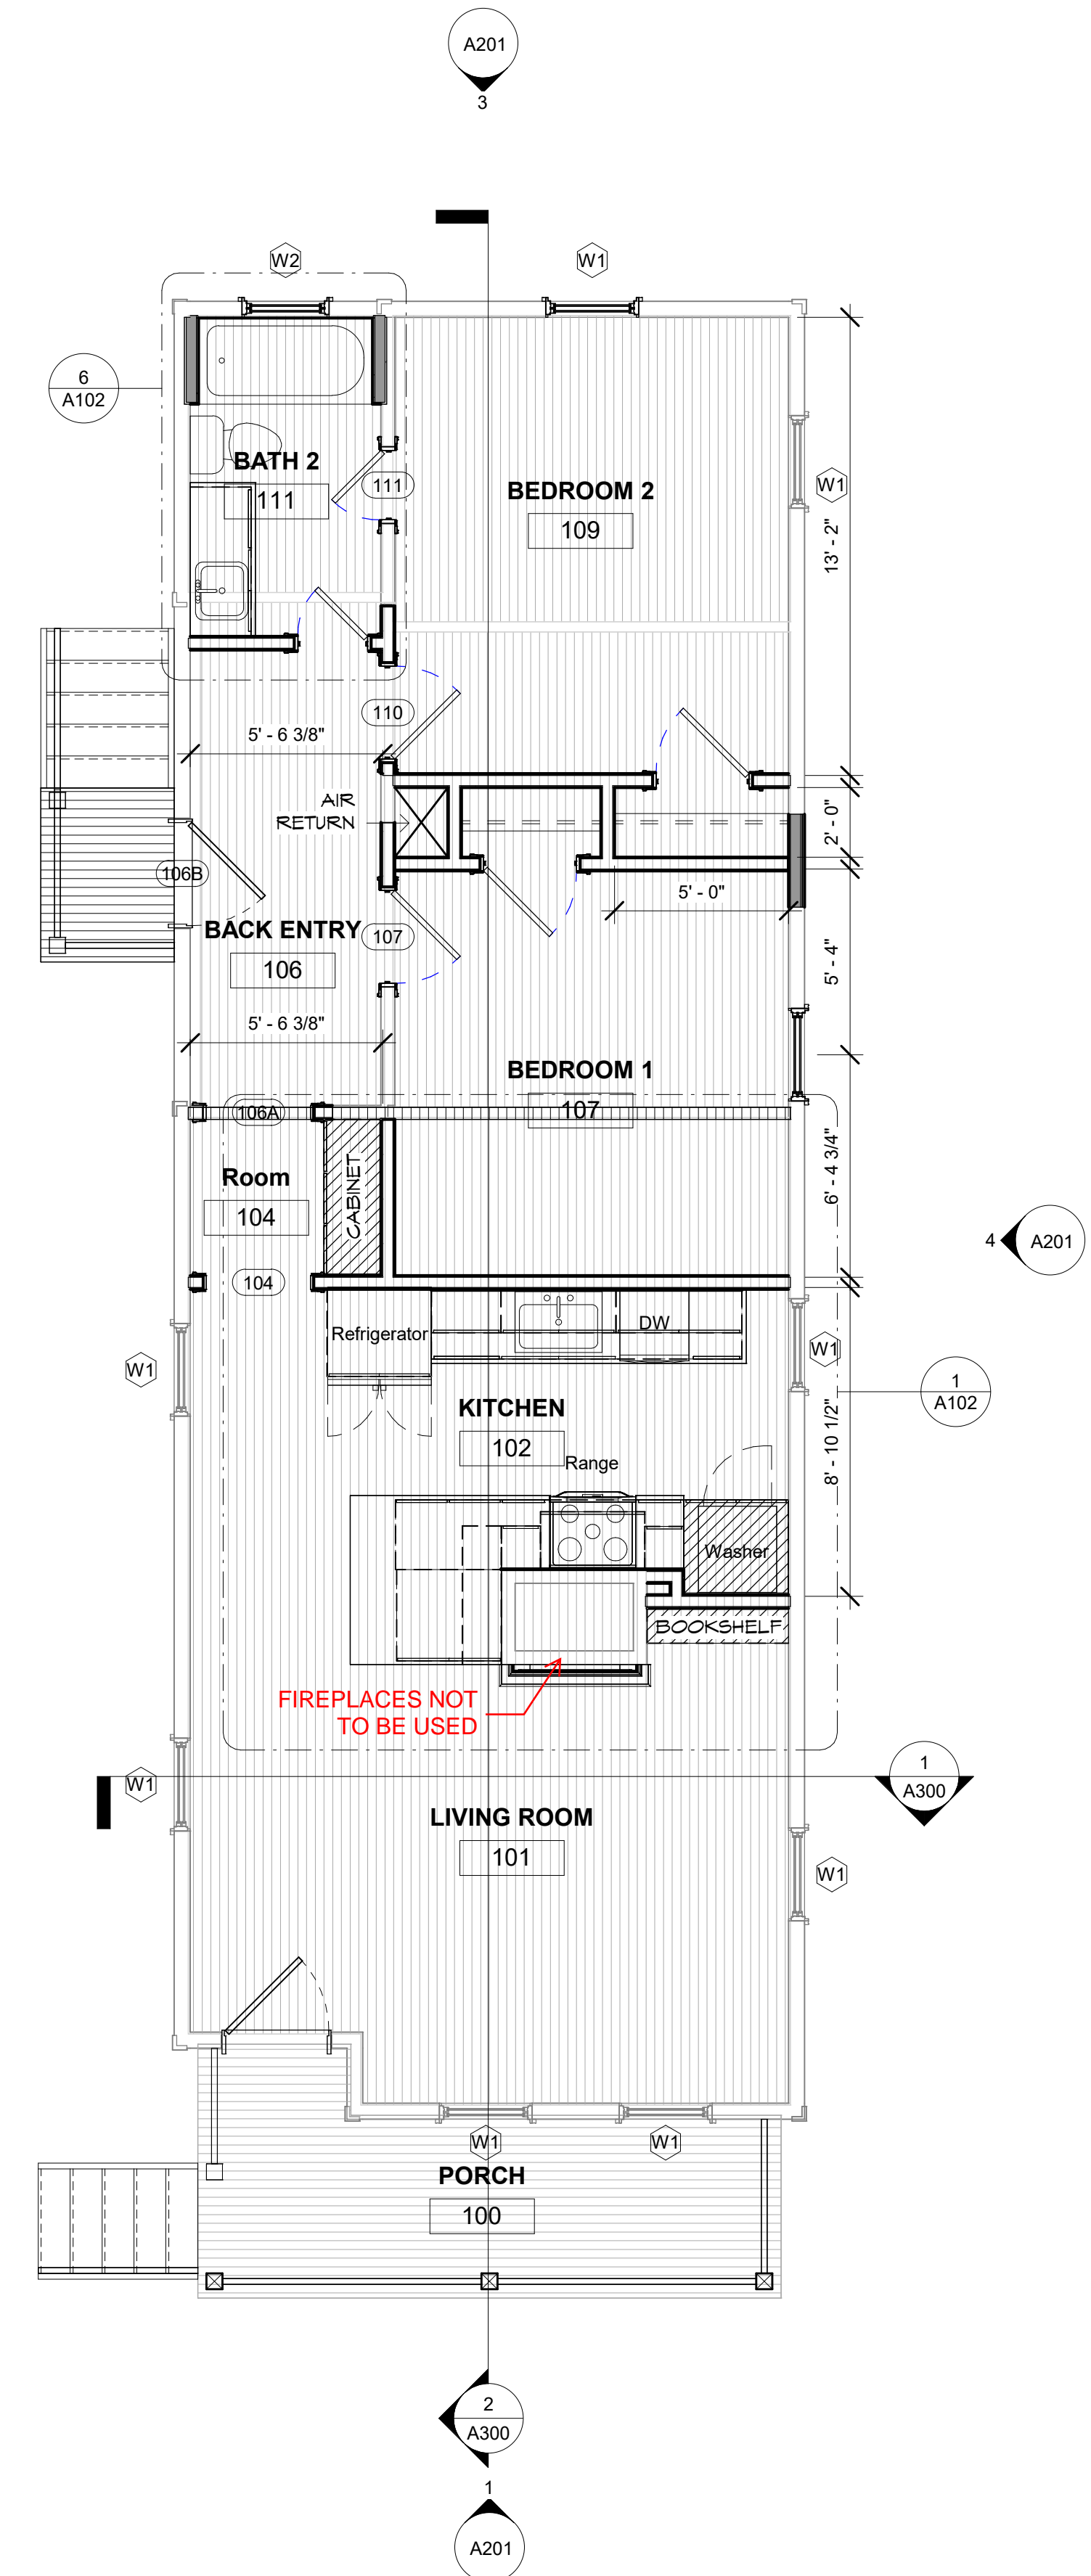 A201
3
W2
W1
6
A102
BATH 2
111
111
BEDROOM 2
109
W1
13' - 2"
110
5' - 6 3/8"
AIR
RETURN
2' - 0"
106B
5' - 0"
BACK ENTRY
106
107
5' - 4"
5' - 6 3/8"
BEDROOM 1
107
106A
Room
104
CABINET
6' - 4 3/4"
4
A201
104
Refrigerator
DW
W1
W1
1
A102
KITCHEN
102
Range
8' - 10 1/2"
Washer
BOOKSHELF
FIREPLACES NOT
TO BE USED
W1
1
A300
LIVING ROOM
101
W1
W1
W1
PORCH
100
2
A300
1
A201